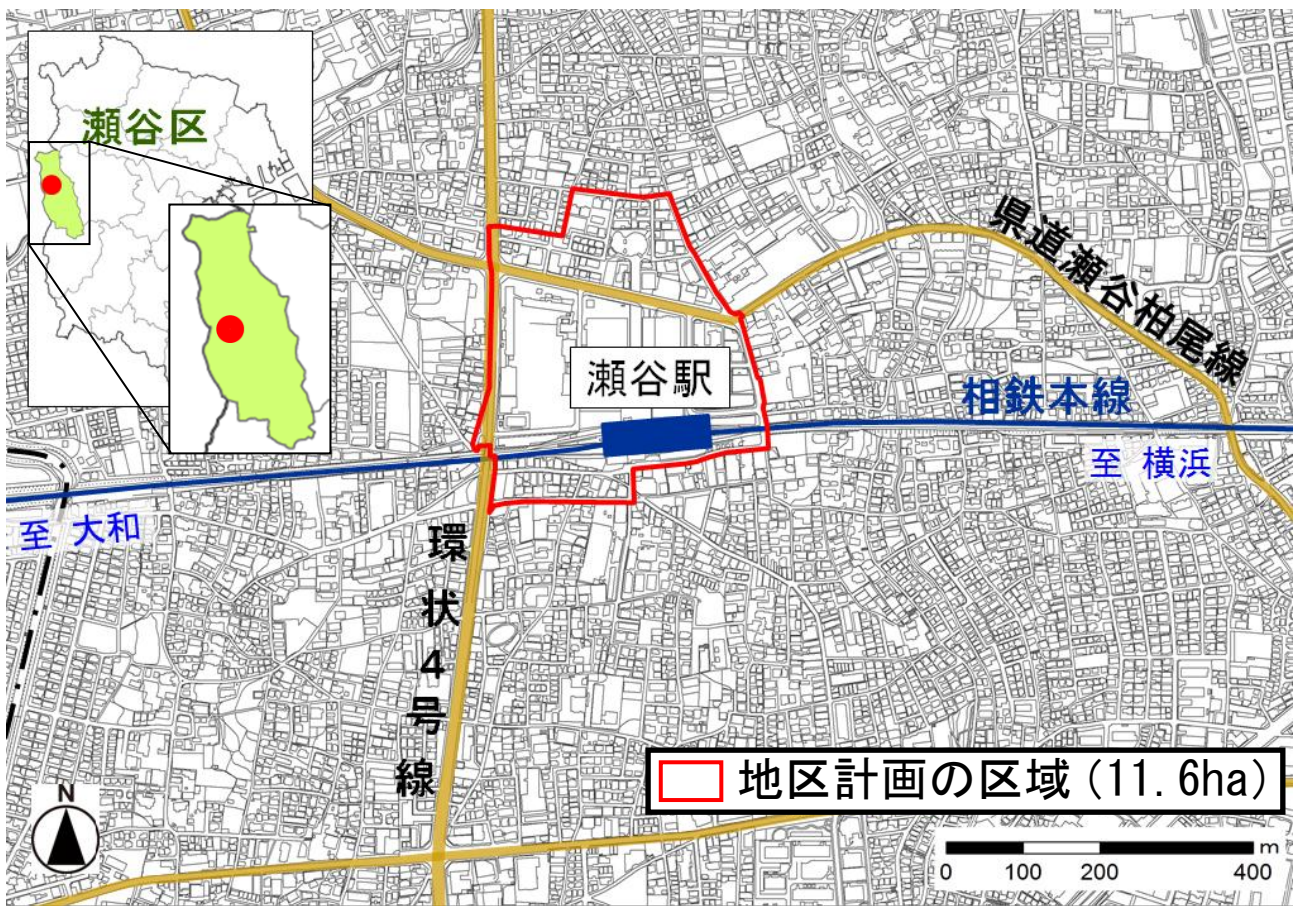 瀬谷区
県道瀬谷柏尾線
瀬谷駅
相鉄本線
至 横浜
至 大和
環状4号線
地区計画の区域(11.6ha)
N
0 100 200 400 m